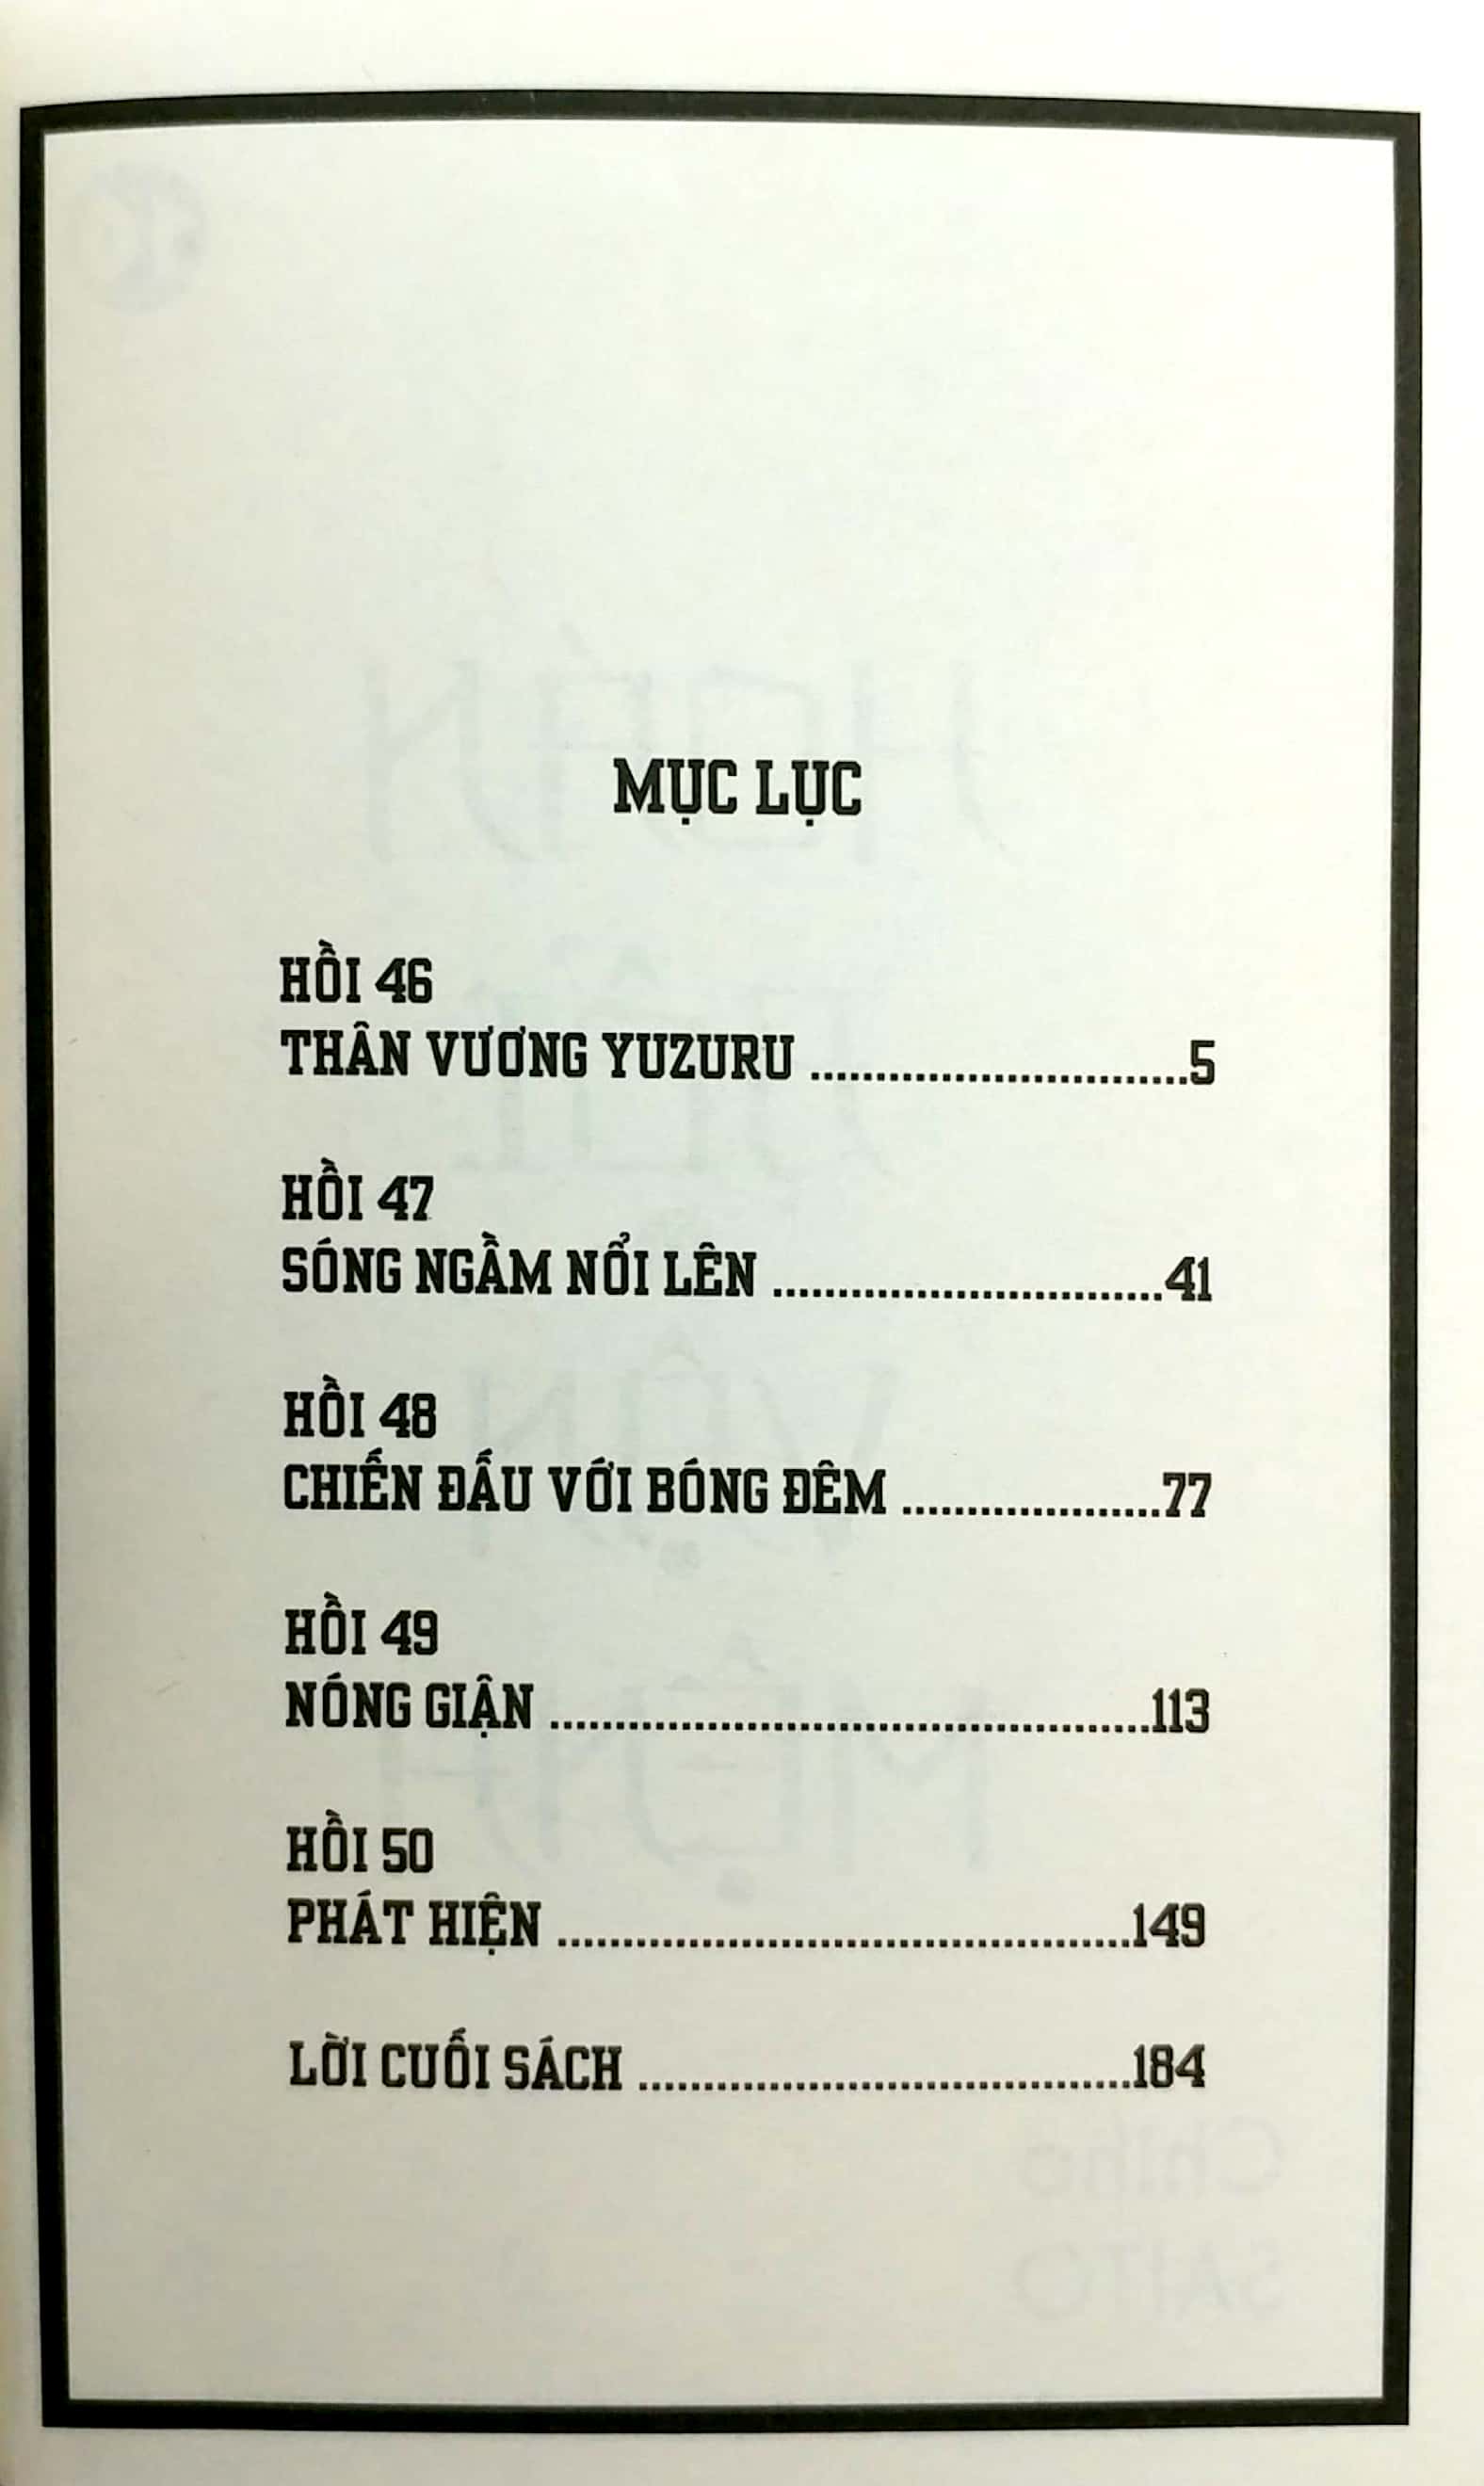 MỤC LỤC
HỒI 46
THÂN VƯƠNG YUZURU .............................5
HỒI 47
SÓNG NGẦM NỔI LÊN ..............................41
HỒI 48
CHIẾN ĐẤU VỚI BÓNG ĐÊM ....................77
HỒI 49
NÓNG GIẬN ..............................................113
HỒI 50
PHÁT HIỆN ............................................149
LỜI CUỐI SÁCH ......................................184